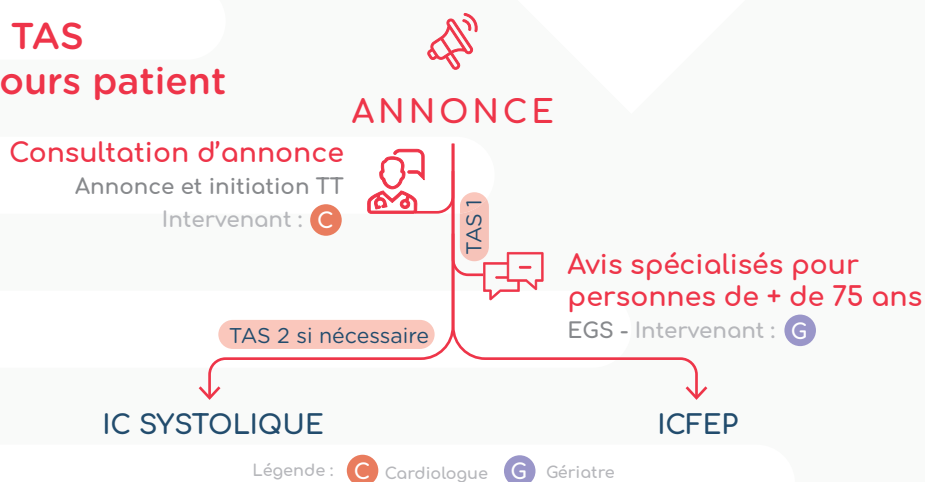 TAS
ours patient
ANNONCE
Consultation d'annonce
Annonce et initiation TT
Intervenant : C
TAS 1
Avis spécialisés pour
personnes de + de 75 ans
EGS - Intervenant : G
TAS 2 si nécessaire
IC SYSTOLIQUE
ICFEP
Légende : C Cardiologue G Gériatre